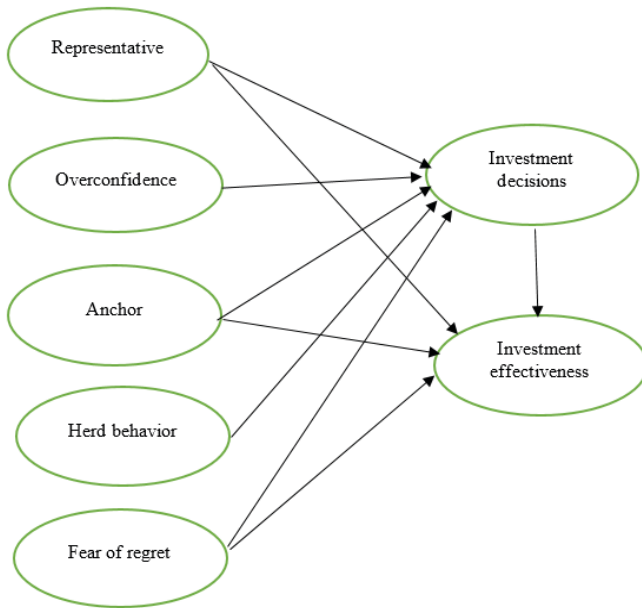 Representative
Overconfidence
Anchor
Herd behavior
Fear of regret
Investment
decisions
Investment
effectiveness